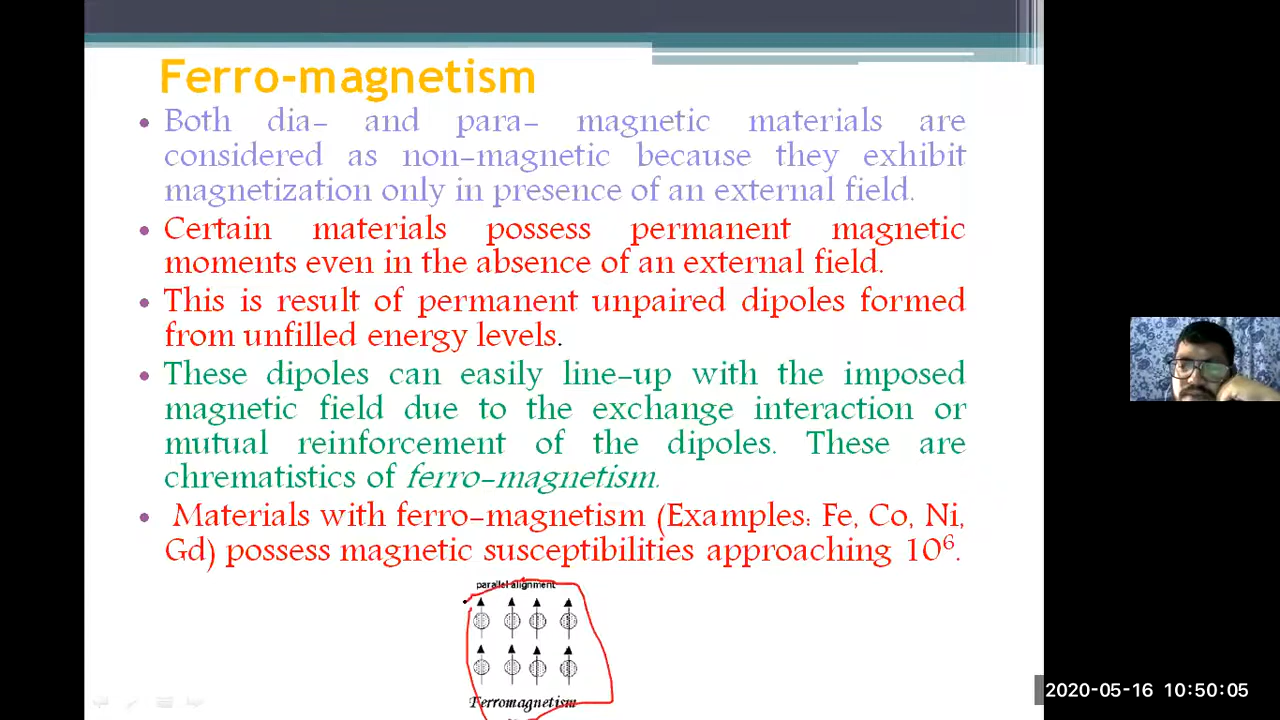 Ferro-magnetism
• Both dia- and para- magnetic materials are
considered as non-magnetic because they exhibit
magnetization only in presence of an external field.
• Certain materials possess permanent magnetic
moments even in the absence of an external field.
• This is result of permanent unpaired dipoles formed
from unfilled energy levels.
• These dipoles can easily line-up with the imposed
magnetic field due to the exchange interaction or
mutual reinforcement of the dipoles. These are
chrematistics of ferro-magnetism.
• Materials with ferro-magnetism (Examples: Fe, Co, Ni,
Gd) possess magnetic susceptibilities approaching 10⁶.
parallel alignment
Ferromagnetism
2020-05-16 10:50:05